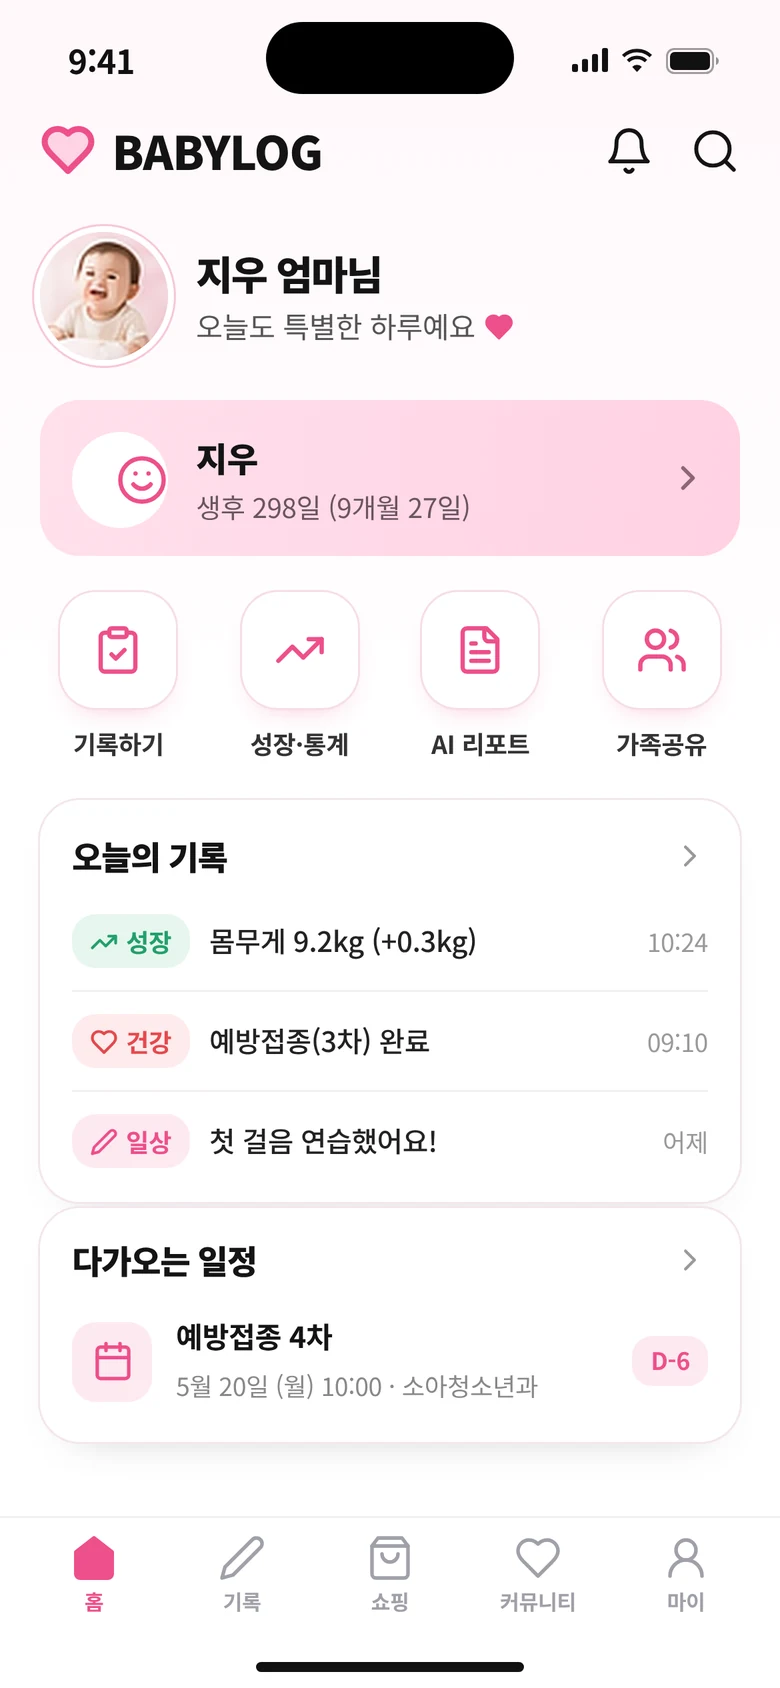 9:41
BABYLOG
지우 엄마님
오늘도 특별한 하루예요
지우
생후 298일 (9개월 27일)
기록하기
성장·통계
AI 리포트
가족공유
오늘의 기록
성장 몸무게 9.2kg (+0.3kg) 10:24
건강 예방접종(3차) 완료 09:10
일상 첫 걸음 연습했어요! 어제
다가오는 일정
예방접종 4차
5월 20일 (월) 10:00 · 소아청소년과
D-6
홈
기록
쇼핑
커뮤니티
마이